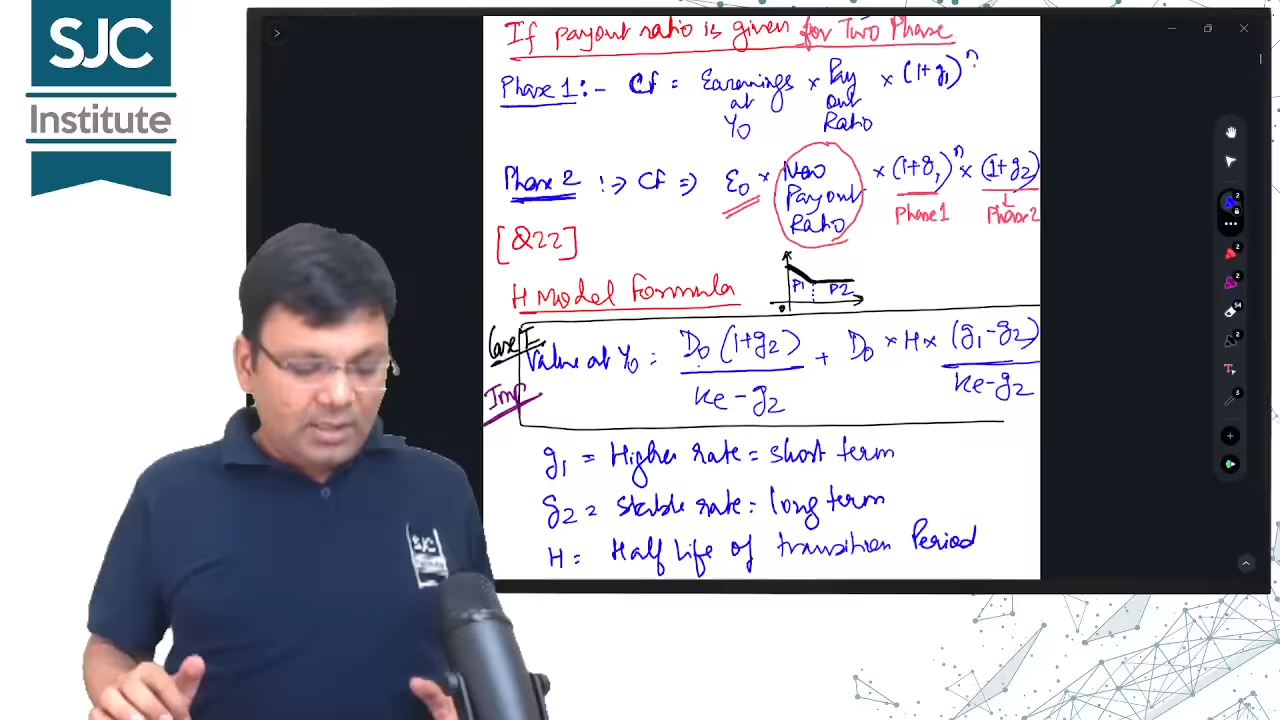 SJC
Institute
If payout ratio is given for Two Phase
Phase 1 :- Cf = Earnings at Y0 × Pay out Ratio × (1+g1)^n
Phase 2 :→ Cf ⇒ E0 × New Payout Ratio × (1+g1)^n × (1+g2)
Phase 1 Phase 2
[Q22]
H Model Formula
P1 P2
Case I
Value at Y0 = D0 (1+g2) / ke-g2 + D0 × H × (g1-g2) / ke-g2
Imp
g1 = Higher rate = short term
g2 = stable rate = long term
H = Half life of transition Period
SJC